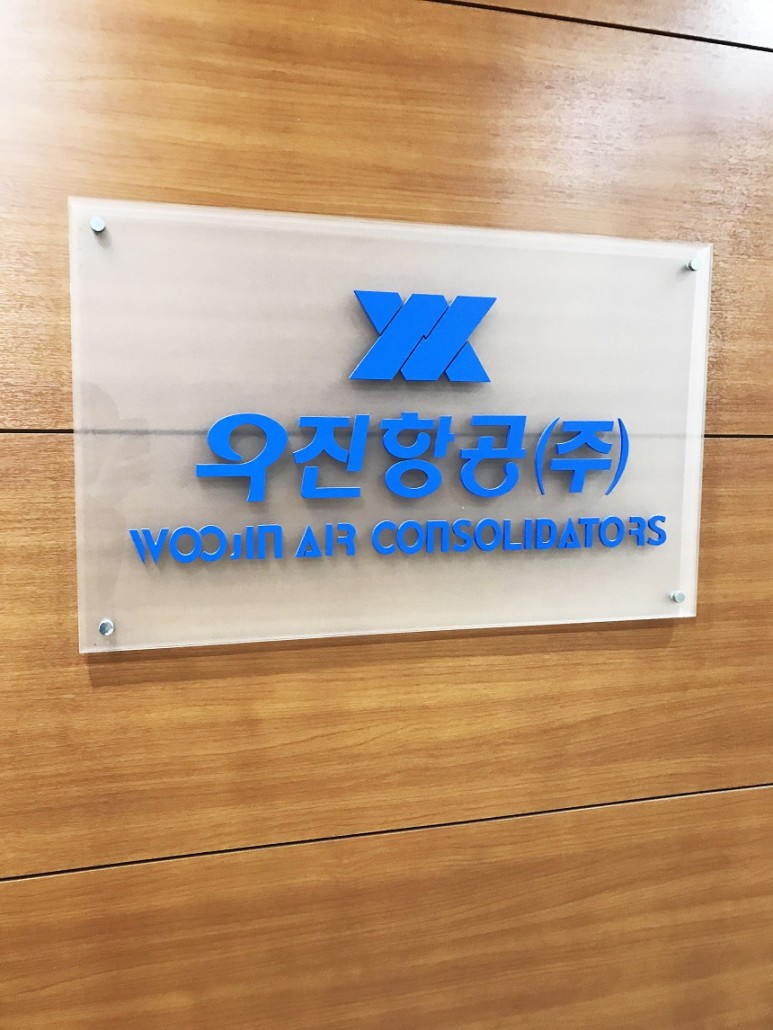 우진항공(주)
WOOJIN AIR CONSOLIDATORS